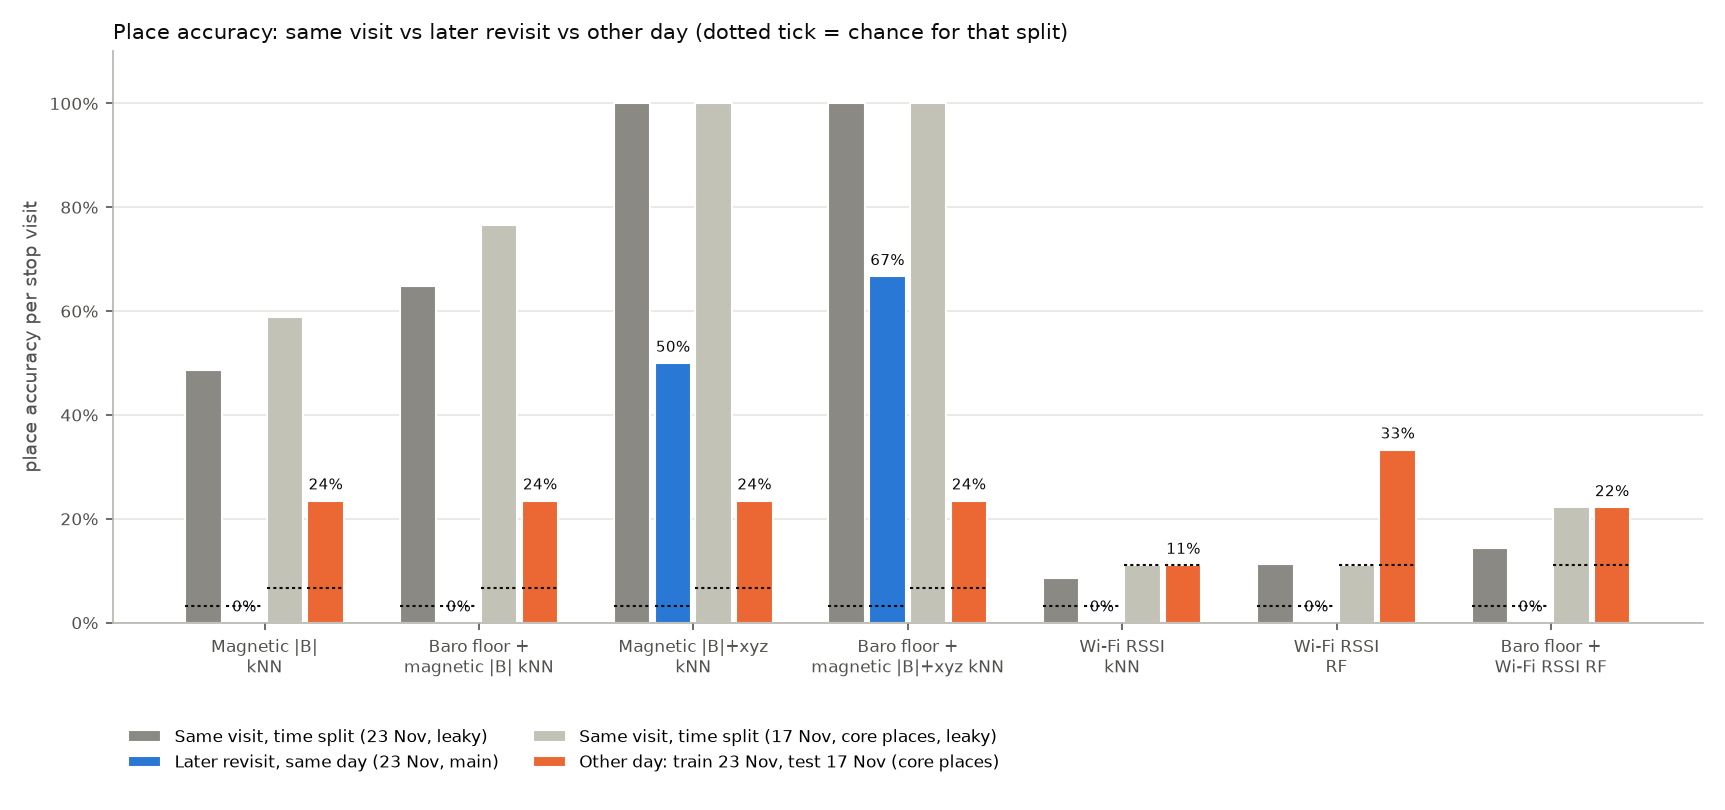 Place accuracy: same visit vs later revisit vs other day (dotted tick = chance for that split)
place accuracy per stop visit
100%
80%
60%
40%
20%
0%
0%
24%
0%
24%
50%
24%
67%
24%
0%
11%
0%
33%
0%
22%
Magnetic |B|
kNN
Baro floor +
magnetic |B| kNN
Magnetic |B|+xyz
kNN
Baro floor +
magnetic |B|+xyz kNN
Wi-Fi RSSI
kNN
Wi-Fi RSSI
RF
Baro floor +
Wi-Fi RSSI RF
Same visit, time split (23 Nov, leaky)
Later revisit, same day (23 Nov, main)
Same visit, time split (17 Nov, core places, leaky)
Other day: train 23 Nov, test 17 Nov (core places)